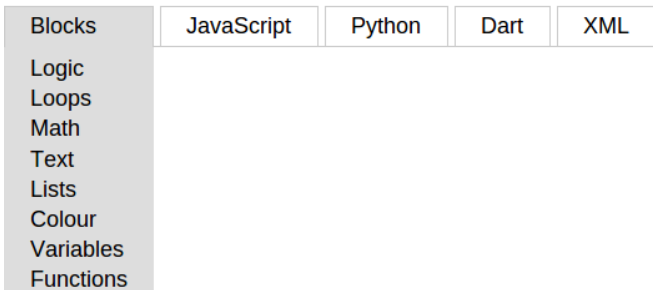 Blocks JavaScript Python Dart XML
Logic
Loops
Math
Text
Lists
Colour
Variables
Functions